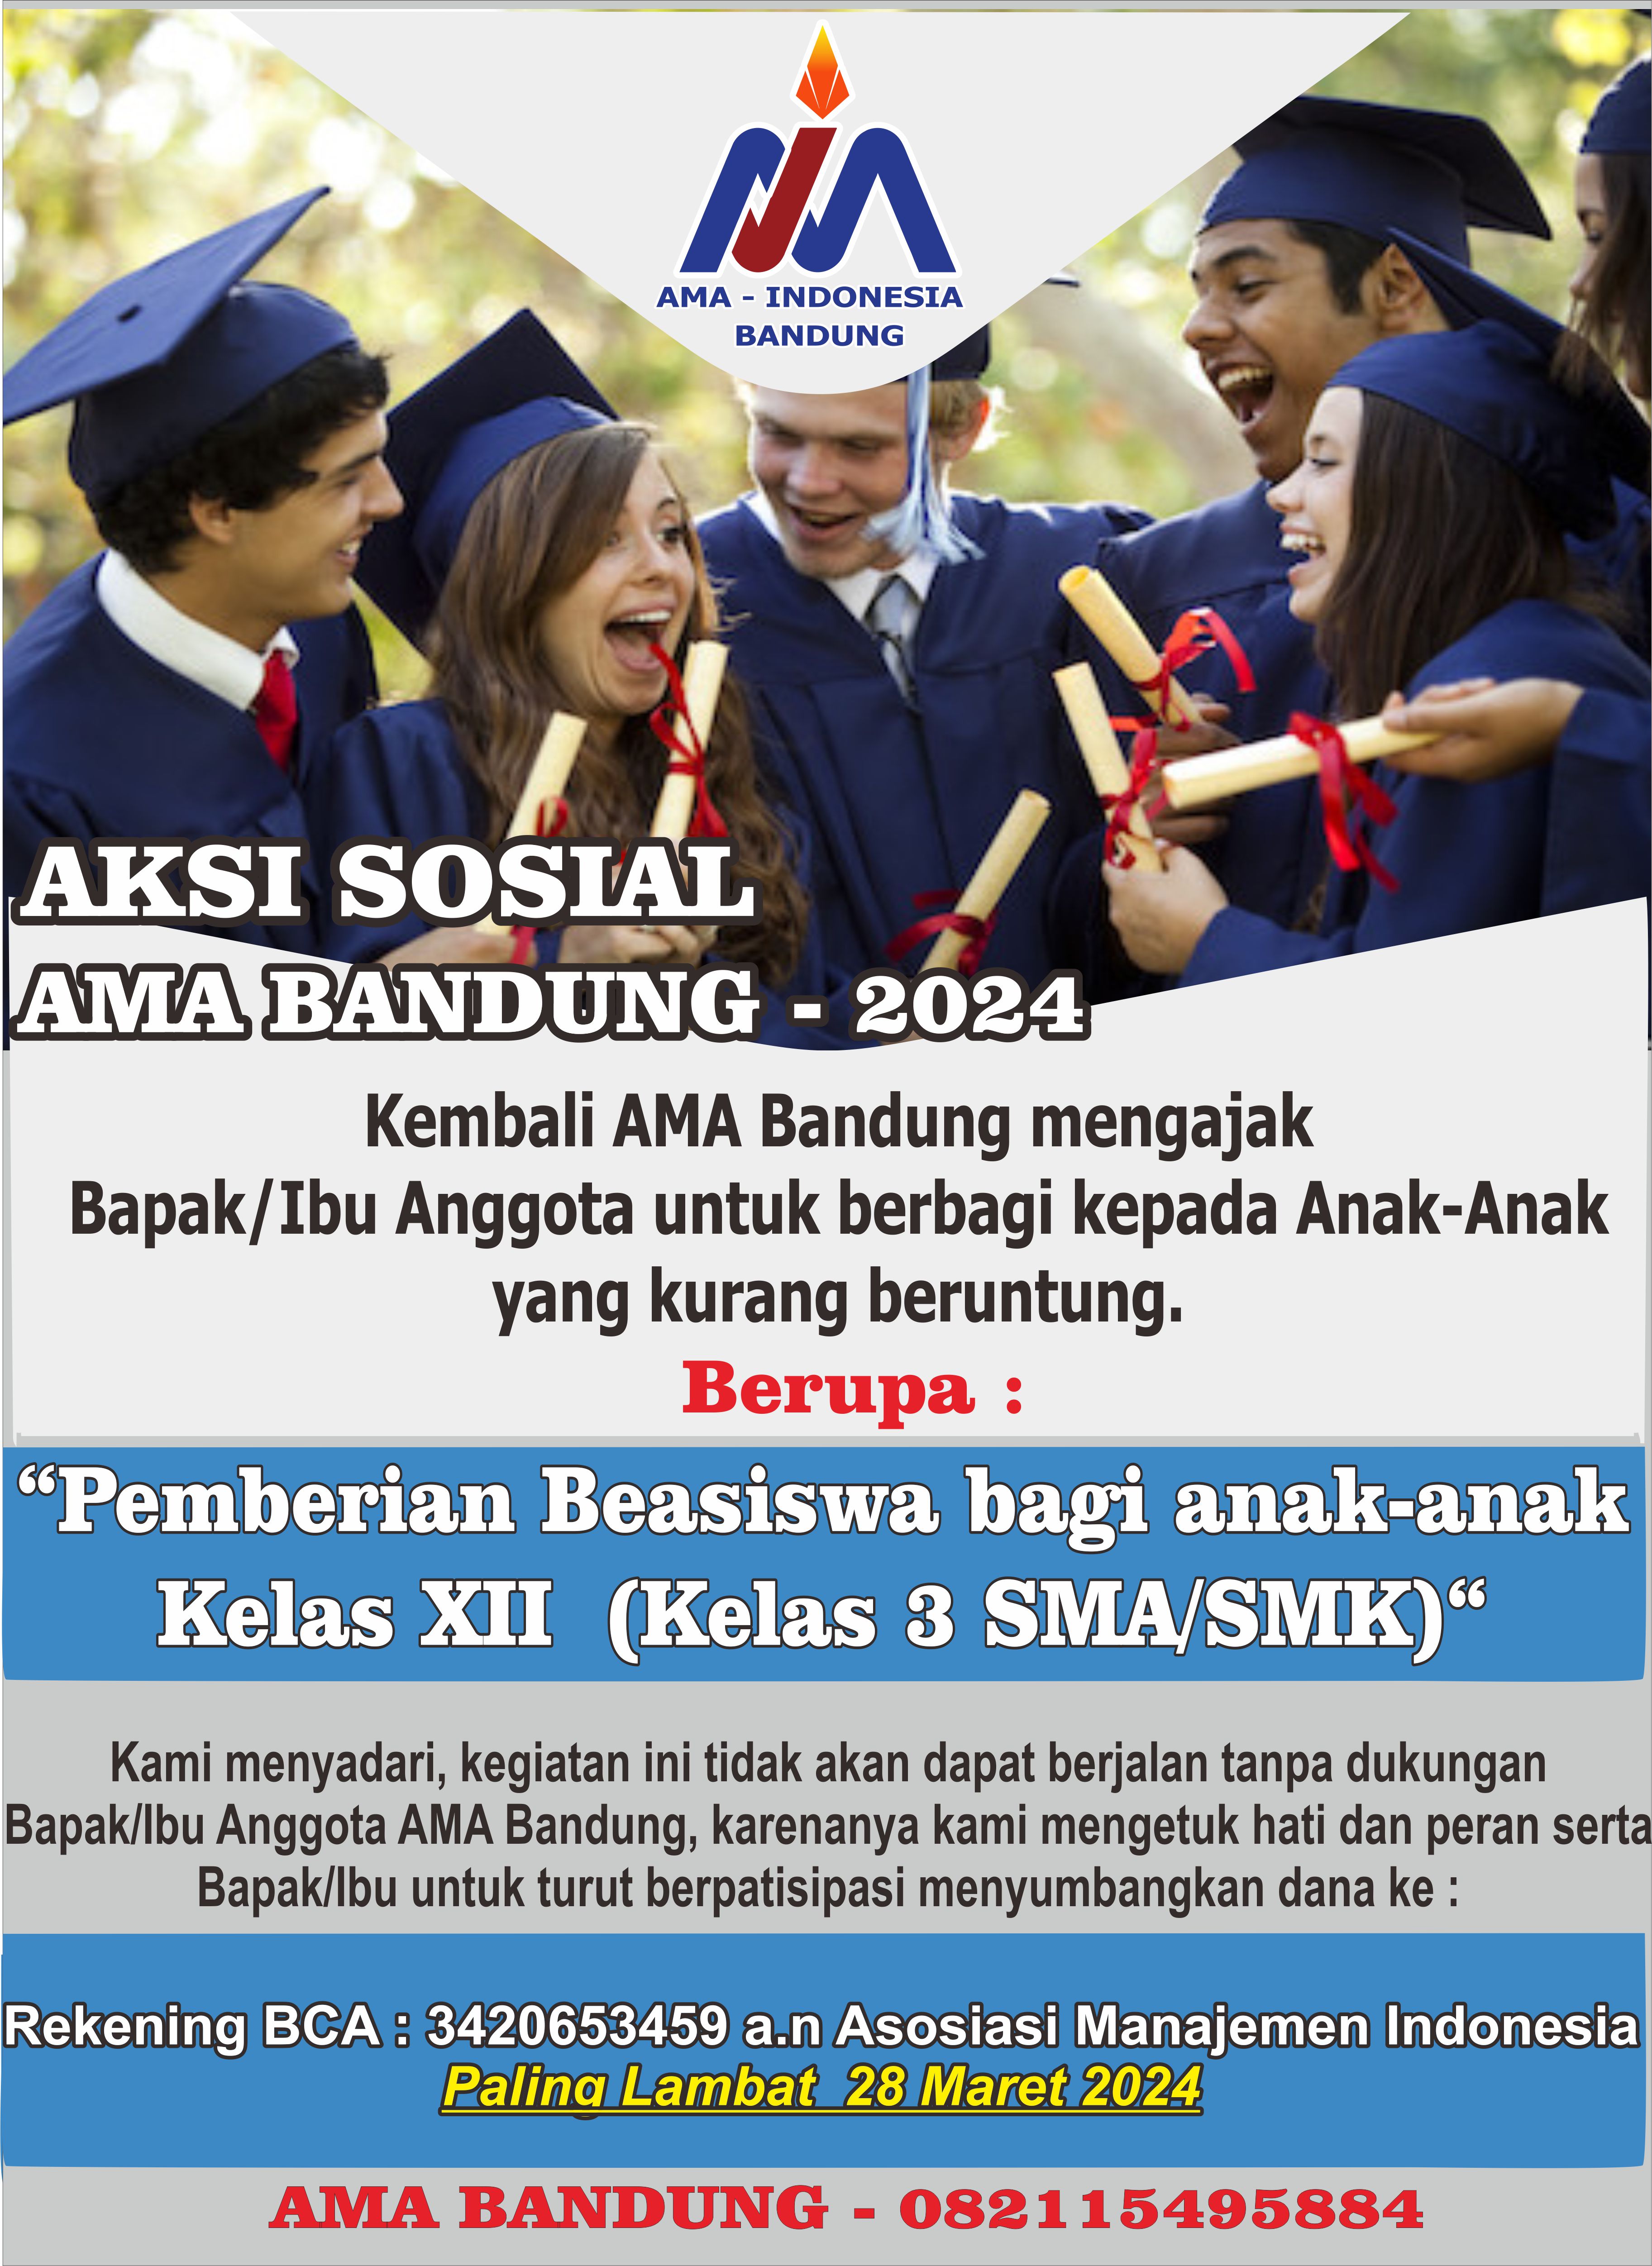 AMA - INDONESIA
BANDUNG
AKSI SOSIAL
AMA BANDUNG - 2024
Kembali AMA Bandung mengajak
Bapak/Ibu Anggota untuk berbagi kepada Anak-Anak
yang kurang beruntung.
Berupa :
“Pemberian Beasiswa bagi anak-anak
Kelas XII (Kelas 3 SMA/SMK)“
Kami menyadari, kegiatan ini tidak akan dapat berjalan tanpa dukungan
Bapak/Ibu Anggota AMA Bandung, karenanya kami mengetuk hati dan peran serta
Bapak/Ibu untuk turut berpatisipasi menyumbangkan dana ke :
Rekening BCA : 3420653459 a.n Asosiasi Manajemen Indonesia
Paling Lambat 28 Maret 2024
AMA BANDUNG - 082115495884